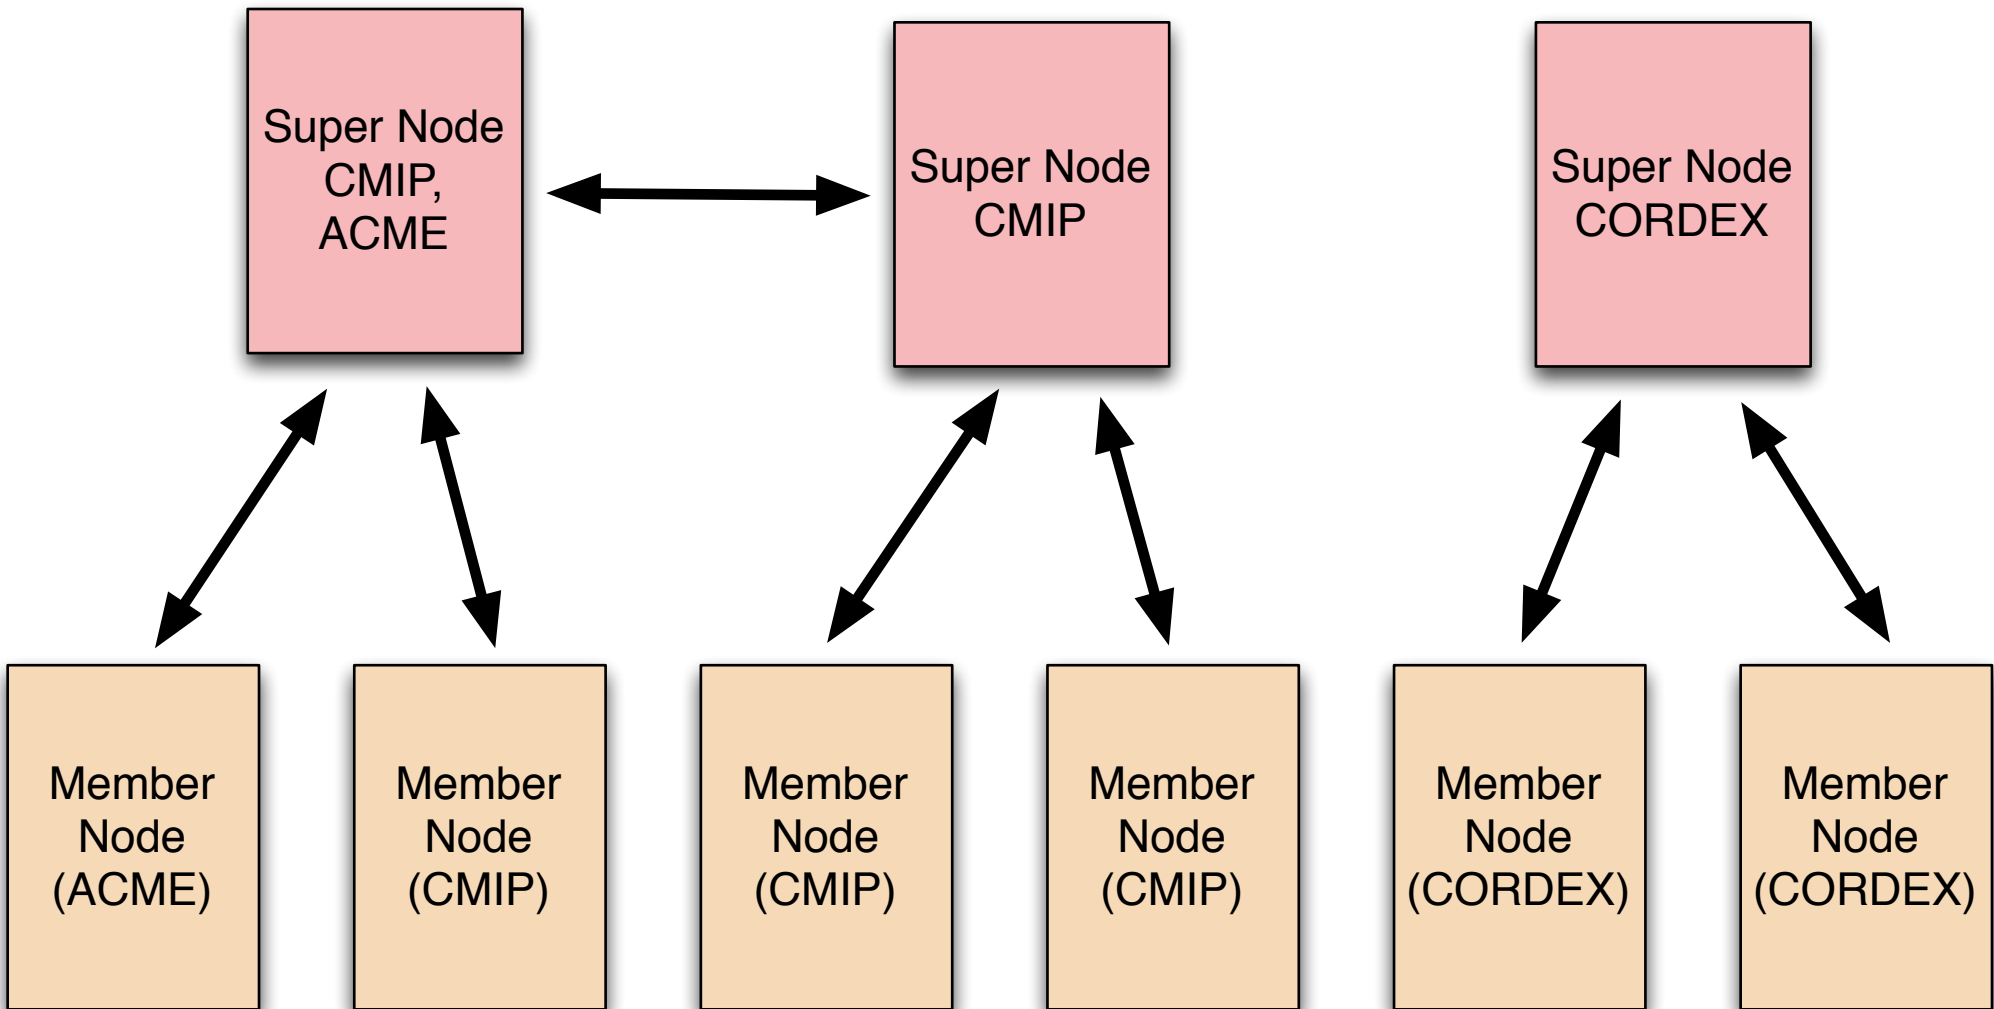 Super Node
CMIP,
ACME
Super Node
CMIP
Super Node
CORDEX
Member
Node
(ACME)
Member
Node
(CMIP)
Member
Node
(CMIP)
Member
Node
(CMIP)
Member
Node
(CORDEX)
Member
Node
(CORDEX)